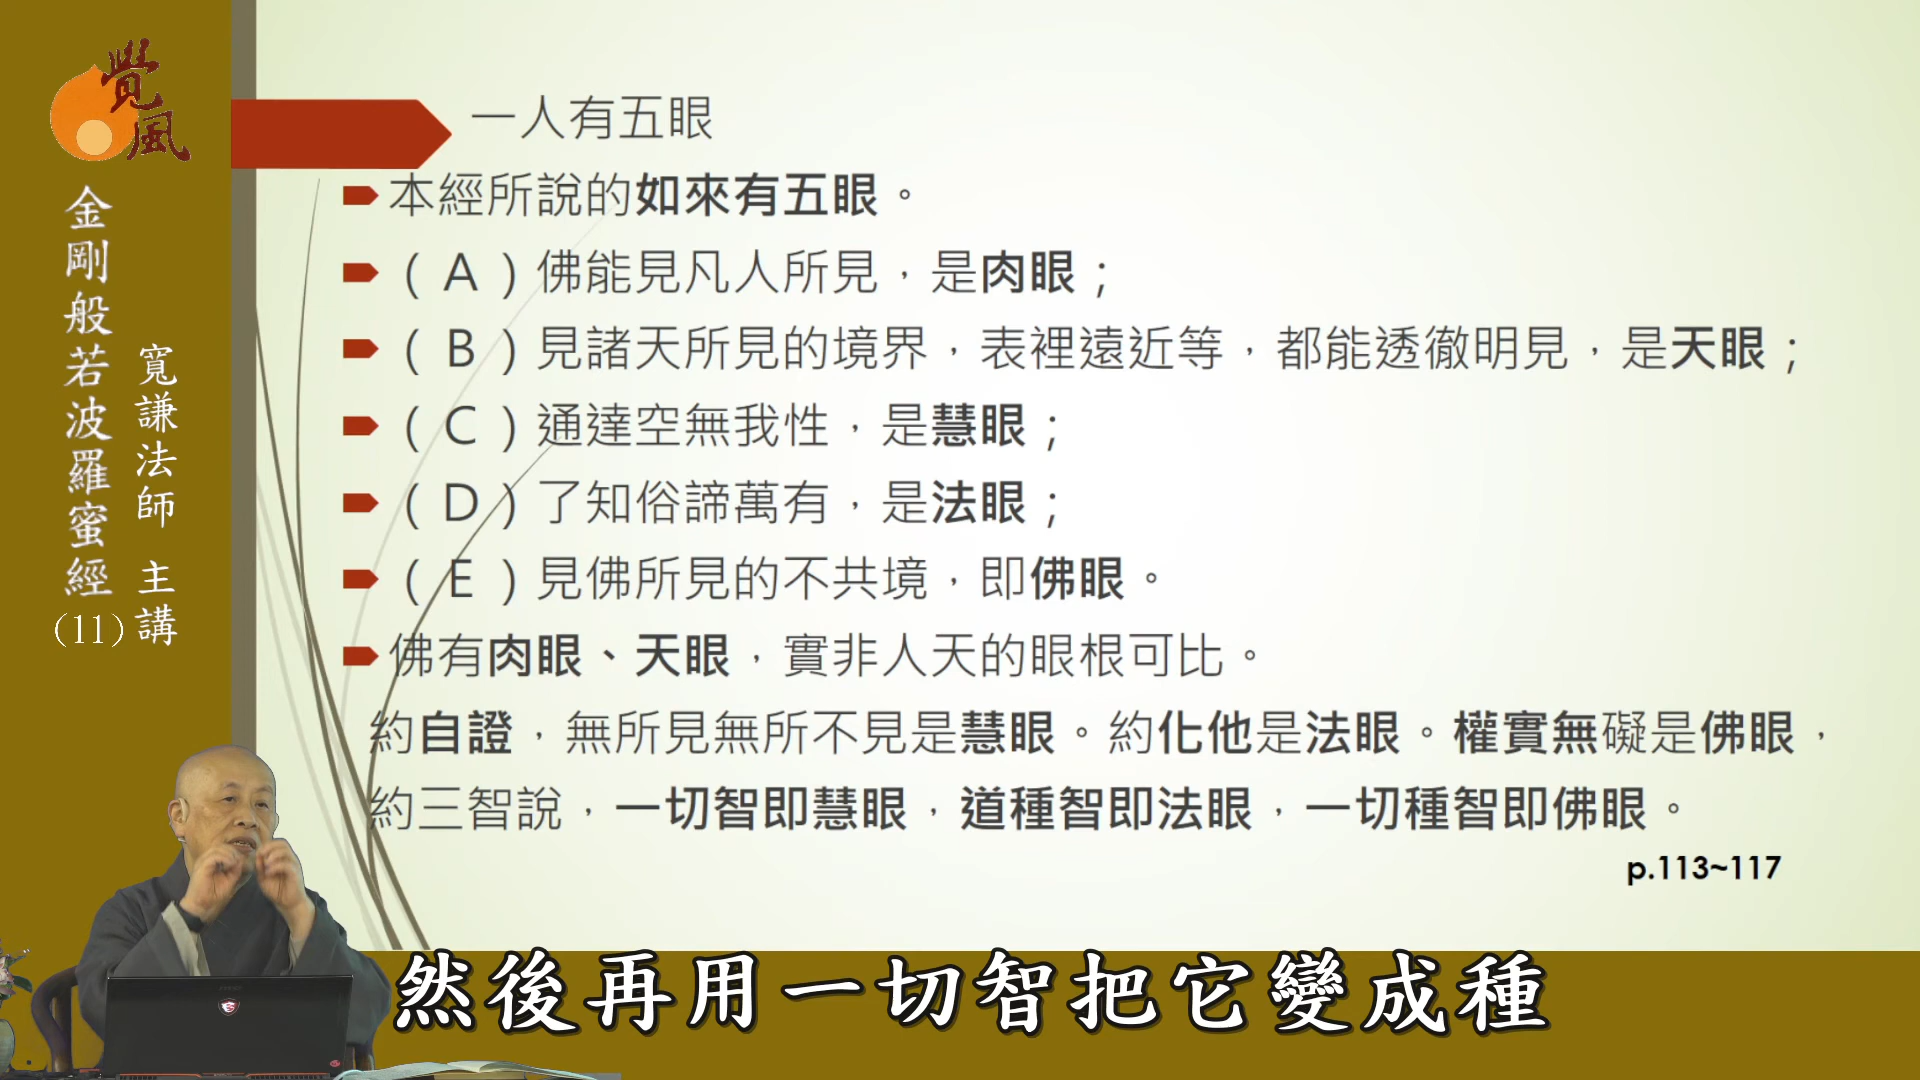 覺風
金剛般若波羅蜜經
(11)
寬謙法師 主講
一人有五眼
本經所說的如來有五眼。
（A）佛能見凡人所見，是肉眼；
（B）見諸天所見的境界，表裡遠近等，都能透徹明見，是天眼；
（C）通達空無我性，是慧眼；
（D）了知俗諦萬有，是法眼；
（E）見佛所見的不共境，即佛眼。
佛有肉眼、天眼，實非人天的眼根可比。
約自證，無所見無所不見是慧眼。約化他是法眼。權實無礙是佛眼，
約三智說，一切智即慧眼，道種智即法眼，一切種智即佛眼。
p.113~117
然後再用一切智把它變成種